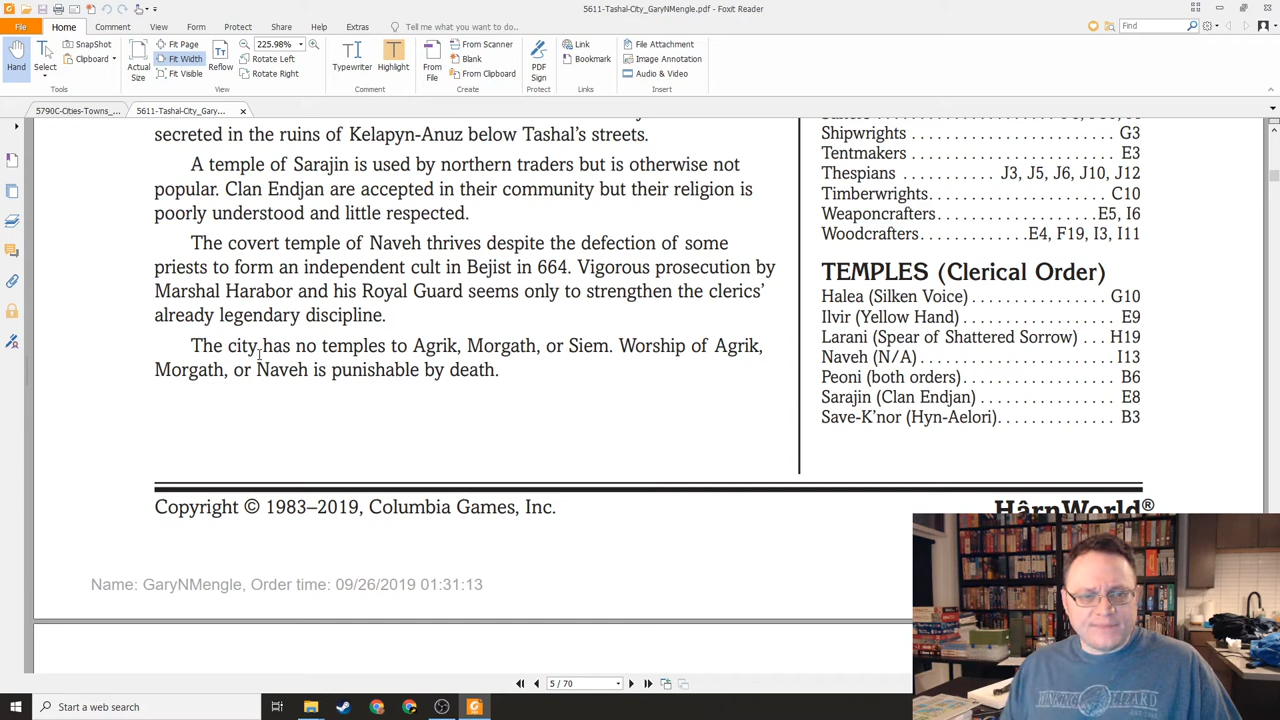 5611-Tashal-City_GaryNMengle.pdf - Foxit Reader
File Home Comment View Form Protect Share Help Extras Tell me what you want to do... Find
Hand Select SnapShot Clipboard Actual Size Fit Page Fit Width Fit Visible Reflow 225.98% Rotate Left Rotate Right Typewriter Highlight From File From Scanner Blank From Clipboard PDF Sign Link Bookmark File Attachment Image Annotation Audio & Video
Tools View Comment Create Protect Links Insert
5790C-Cities-Towns_... 5611-Tashal-City_Gary...
secreted in the ruins of Kelapyn-Anuz below Tashal’s streets.
A temple of Sarajin is used by northern traders but is otherwise not
popular. Clan Endjan are accepted in their community but their religion is
poorly understood and little respected.
The covert temple of Naveh thrives despite the defection of some
priests to form an independent cult in Bejist in 664. Vigorous prosecution by
Marshal Harabor and his Royal Guard seems only to strengthen the clerics’
already legendary discipline.
The city has no temples to Agrik, Morgath, or Siem. Worship of Agrik,
Morgath, or Naveh is punishable by death.
Shipwrights . . . . . . . . . . . . . . . . . . . . . . . . G3
Tentmakers . . . . . . . . . . . . . . . . . . . . . . . . E3
Thespians . . . . . . . . . . . J3, J5, J6, J10, J12
Timberwrights. . . . . . . . . . . . . . . . . . . . . C10
Weaponcrafters. . . . . . . . . . . . . . . . . . E5, I6
Woodcrafters. . . . . . . . . . . . E4, F19, I3, I11
TEMPLES (Clerical Order)
Halea (Silken Voice) . . . . . . . . . . . . . . . . . G10
Ilvir (Yellow Hand) . . . . . . . . . . . . . . . . . . . E9
Larani (Spear of Shattered Sorrow) . . . H19
Naveh (N/A) . . . . . . . . . . . . . . . . . . . . . . . . I13
Peoni (both orders) . . . . . . . . . . . . . . . . . . . B6
Sarajin (Clan Endjan) . . . . . . . . . . . . . . . . . E8
Save-K’nor (Hyn-Aelori). . . . . . . . . . . . . . . B3
Copyright © 1983–2019, Columbia Games, Inc.
HârnWorld®
Name: GaryNMengle, Order time: 09/26/2019 01:31:13
WINKING LIZARD
5 / 70
Start a web search